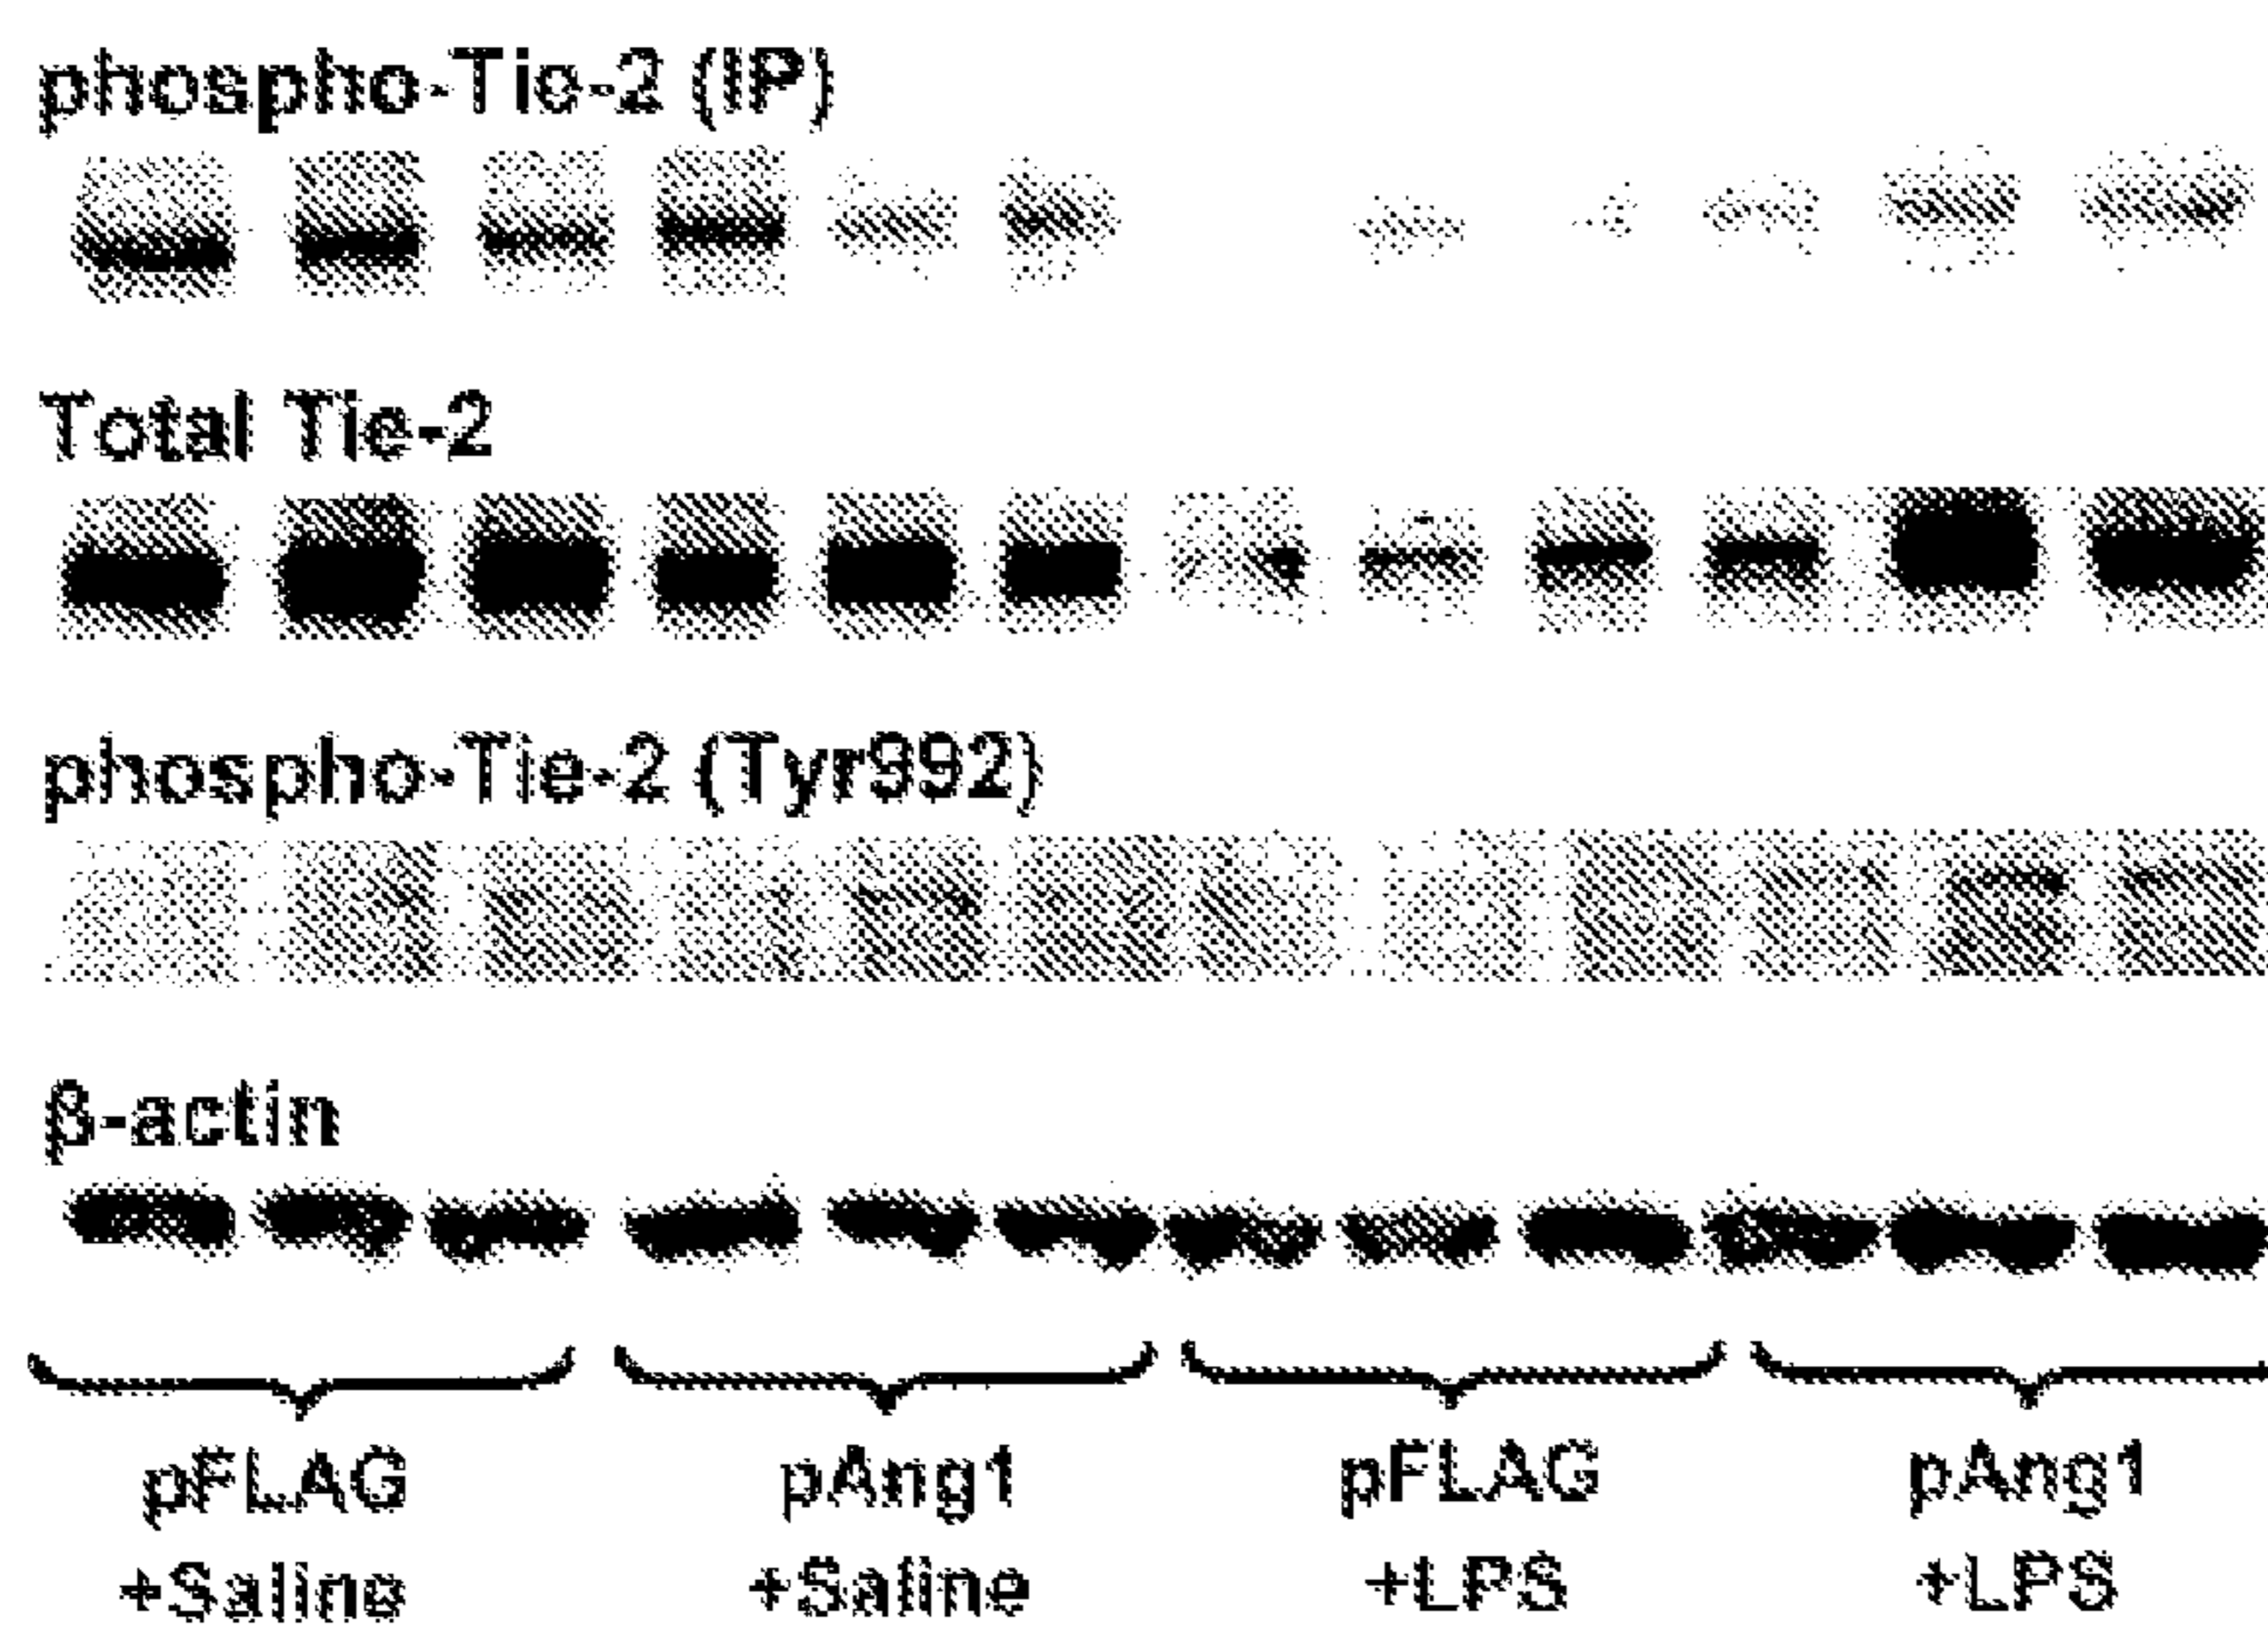 phospho-Tie-2 (IP)
Total Tie-2
phospho-Tie-2 (Tyr992)
β-actin
pFLAG pAng1 pFLAG pAng1
+Saline +Saline +LPS +LPS